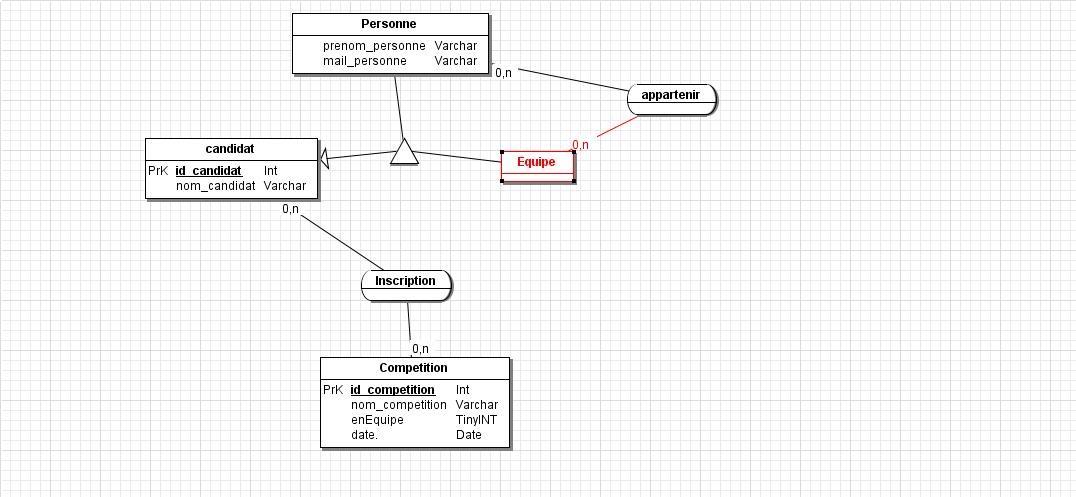 Personne
prenom_personne Varchar
mail_personne Varchar
0,n
appartenir
0,n
Equipe
candidat
PrK id_candidat Int
nom_candidat Varchar
0,n
Inscription
0,n
Competition
PrK id_competition Int
nom_competition Varchar
enEquipe TinyINT
date. Date